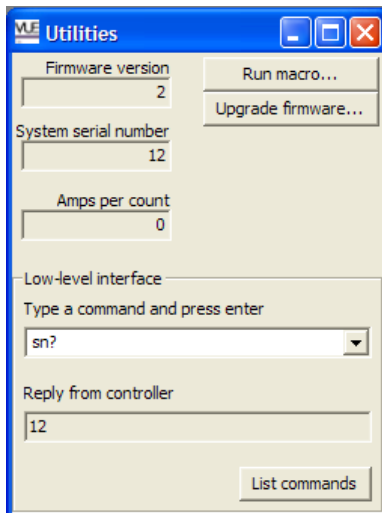 VUE Utilities
Firmware version
2
Run macro...
Upgrade firmware...
System serial number
12
Amps per count
0
Low-level interface
Type a command and press enter
sn?
Reply from controller
12
List commands